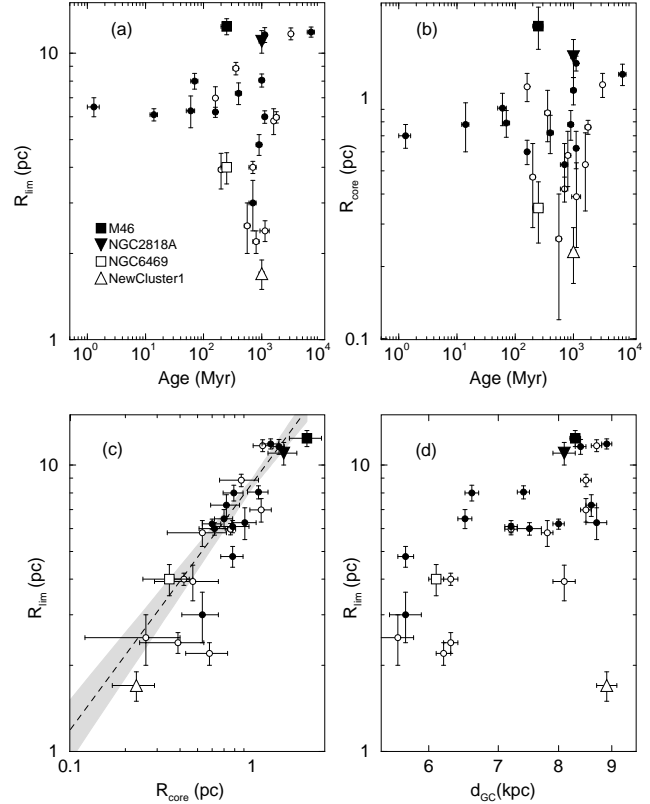 (a)
10
1
R_lim (pc)
10^0
10^1
10^2
10^3
10^4
Age (Myr)
M46
NGC2818A
NGC6469
NewCluster1
(b)
1
0.1
R_core (pc)
10^0
10^1
10^2
10^3
10^4
Age (Myr)
(c)
10
1
R_lim (pc)
0.1
1
R_core (pc)
(d)
10
1
R_lim (pc)
6
7
8
9
d_GC(kpc)